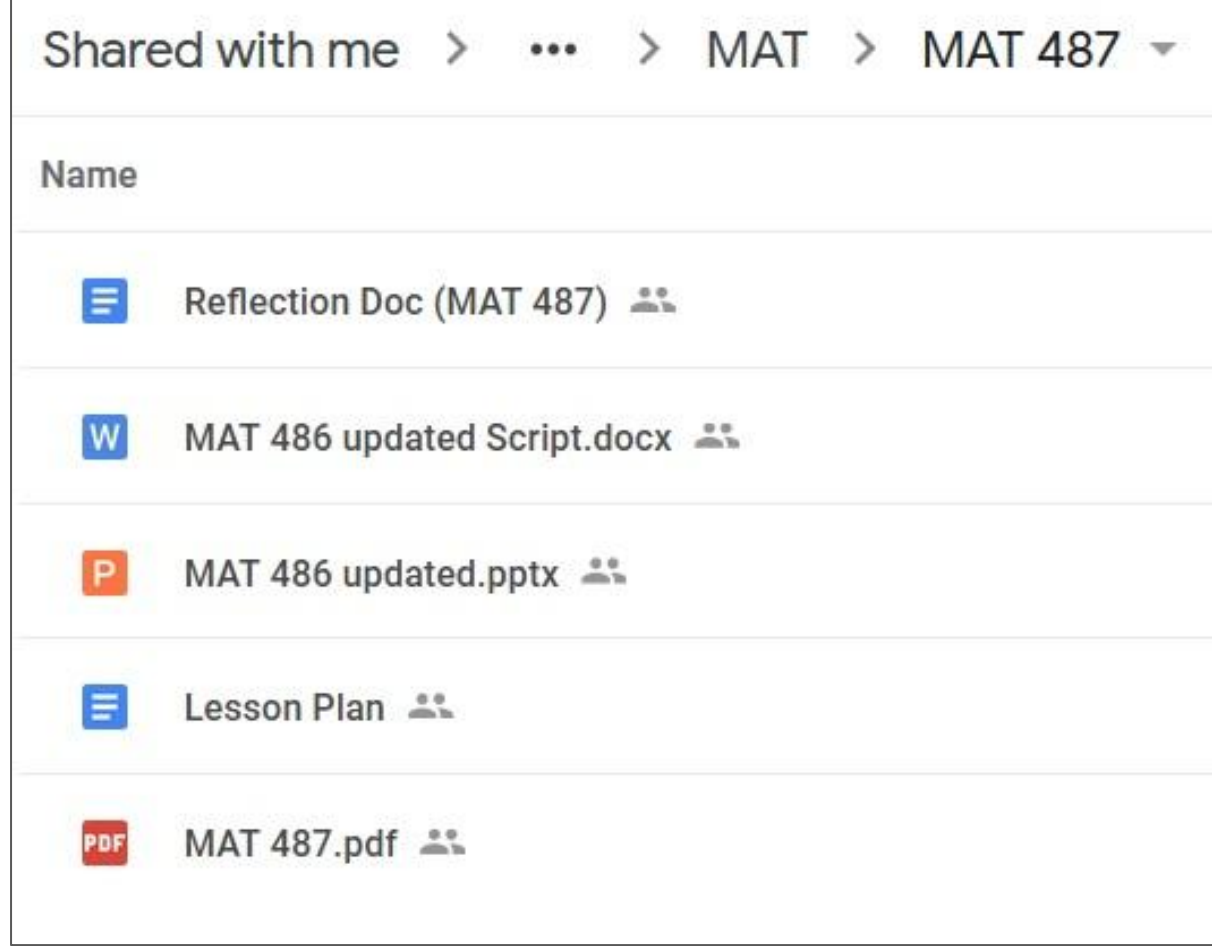 Shared with me > ... > MAT > MAT 487
Name
Reflection Doc (MAT 487)
W MAT 486 updated Script.docx
P MAT 486 updated.pptx
Lesson Plan
PDF MAT 487.pdf